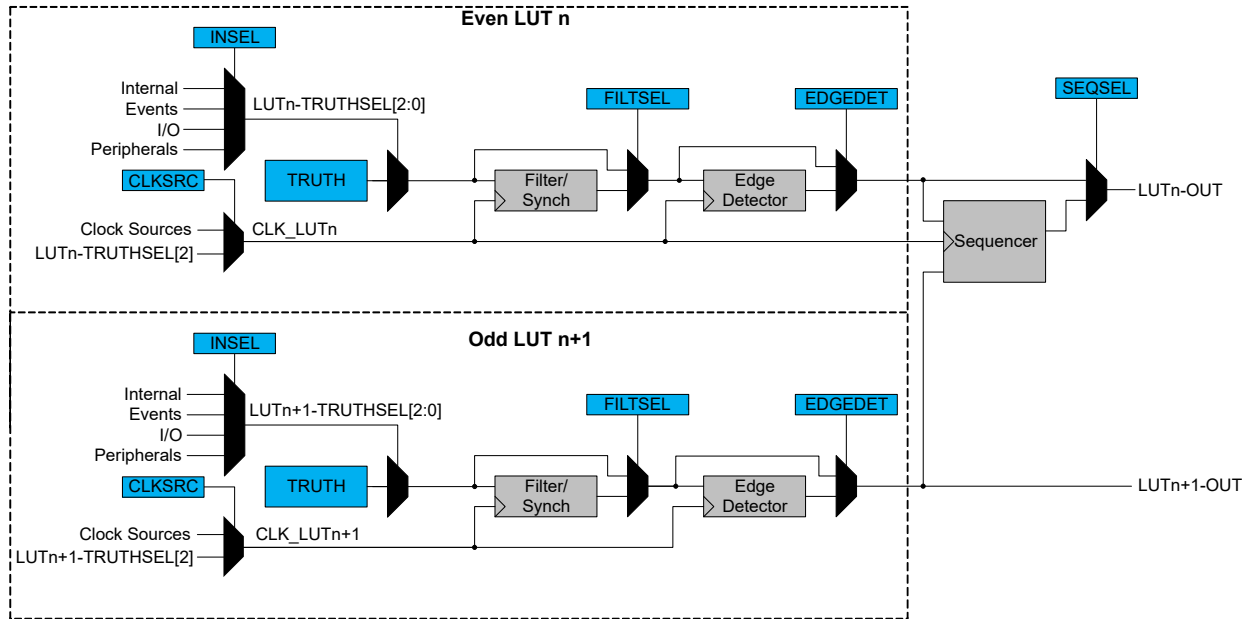 Even LUT n
INSEL
Internal
Events
I/O
Peripherals
LUTn-TRUTHSEL[2:0]
FILTSEL
EDGEDET
SEQSEL
CLKSRC
TRUTH
Filter/
Synch
Edge
Detector
LUTn-OUT
Clock Sources
LUTn-TRUTHSEL[2]
CLK_LUTn
Sequencer
Odd LUT n+1
INSEL
Internal
Events
I/O
Peripherals
LUTn+1-TRUTHSEL[2:0]
FILTSEL
EDGEDET
CLKSRC
TRUTH
Filter/
Synch
Edge
Detector
LUTn+1-OUT
Clock Sources
LUTn+1-TRUTHSEL[2]
CLK_LUTn+1